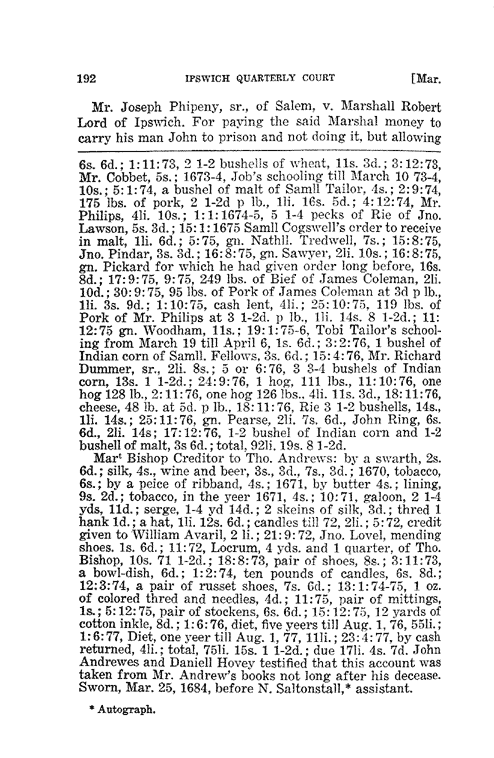 192 IPSWICH QUARTERLY COURT [Mar.
Mr. Joseph Phipeny, sr., of Salem, v. Marshall Robert
Lord of Ipswich. For paying the said Marshal money to
carry his man John to prison and not doing it, but allowing
6s. 6d.; 1:11:73, 2 1-2 bushells of wheat, 11s. 3d.; 3:12:73,
Mr. Cobbet, 5s.; 1673-4, Job's schooling till March 10 73-4,
10s.; 5:1:74, a bushel of malt of Samll Tailor, 4s.; 2:9:74,
175 lbs. of pork, 2 1-2d p lb., 1li. 16s. 5d.; 4:12:74, Mr.
Philips, 4li. 10s.; 1:1:1674-5, 5 1-4 pecks of Rie of Jno.
Lawson, 5s. 3d.; 15:1:1675 Samll Cogswell's order to receive
in malt, 1li. 6d.; 5:75, gn. Nathll. Tredwell, 7s.; 15:8:75,
Jno. Pindar, 3s. 3d.; 16:8:75, gn. Sawyer, 2li. 10s.; 16:8:75,
gn. Pickard for which he had given order long before, 16s.
8d.; 17:9:75, 9:75, 249 lbs. of Bief of James Coleman, 2li.
10d.; 30:9:75, 95 lbs. of Pork of James Coleman at 3d p lb.,
1li. 3s. 9d.; 1:10:75, cash lent, 4li.; 25:10:75, 119 lbs. of
Pork of Mr. Philips at 3 1-2d. p lb., 1li. 14s. 8 1-2d.; 11:
12:75 gn. Woodham, 11s.; 19:1:75-6, Tobi Tailor's school-
ing from March 19 till April 6, 1s. 6d.; 3:2:76, 1 bushel of
Indian corn of Samll. Fellows, 3s. 6d.; 15:4:76, Mr. Richard
Dummer, sr., 2li. 8s.; 5 or 6:76, 3 3-4 bushels of Indian
corn, 13s. 1 1-2d.; 24:9:76, 1 hog, 111 lbs., 11:10:76, one
hog 128 lb., 2:11:76, one hog 126 lbs.. 4li. 11s. 3d., 18:11:76,
cheese, 48 lb. at 5d. p lb., 18:11:76, Rie 3 1-2 bushells, 14s.,
1li. 14s.; 25:11:76, gn. Pearse, 2li. 7s. 6d., John Ring, 6s.
6d., 2li. 14s; 17:12:76, 1-2 bushel of Indian corn and 1-2
bushell of malt, 3s 6d.; total, 92li. 19s. 8 1-2d.
Marᵗ Bishop Creditor to Tho. Andrews: by a swarth, 2s.
6d.; silk, 4s., wine and beer, 3s., 3d., 7s., 3d.; 1670, tobacco,
6s.; by a peice of ribband, 4s.; 1671, by butter 4s.; lining,
9s. 2d.; tobacco, in the yeer 1671, 4s.; 10:71, galoon, 2 1-4
yds, 11d.; serge, 1-4 yd 14d.; 2 skeins of silk, 3d.; thred 1
hank 1d.; a hat, 1li. 12s. 6d.; candles till 72, 2li.; 5:72, credit
given to William Avaril, 2 li.; 21:9:72, Jno. Lovel, mending
shoes. 1s. 6d.; 11:72, Locrum, 4 yds. and 1 quarter, of Tho.
Bishop, 10s. 71 1-2d.; 18:8:73, pair of shoes, 8s.; 3:11:73,
a bowl-dish, 6d.; 1:2:74, ten pounds of candles, 6s. 8d.;
12:3:74, a pair of russet shoes, 7s. 6d.; 13:1:74-75, 1 oz.
of colored thred and needles, 4d.; 11:75, pair of mittings,
1s.; 5:12:75, pair of stockens, 6s. 6d.; 15:12:75, 12 yards of
cotton inkle, 8d.; 1:6:76, diet, five yeers till Aug. 1, 76, 55li.;
1:6:77, Diet, one yeer till Aug. 1, 77, 11li.; 23:4:77, by cash
returned, 4li.; total, 75li. 15s. 1 1-2d.; due 17li. 4s. 7d. John
Andrewes and Daniell Hovey testified that this account was
taken from Mr. Andrew's books not long after his decease.
Sworn, Mar. 25, 1684, before N. Saltonstall,* assistant.
* Autograph.